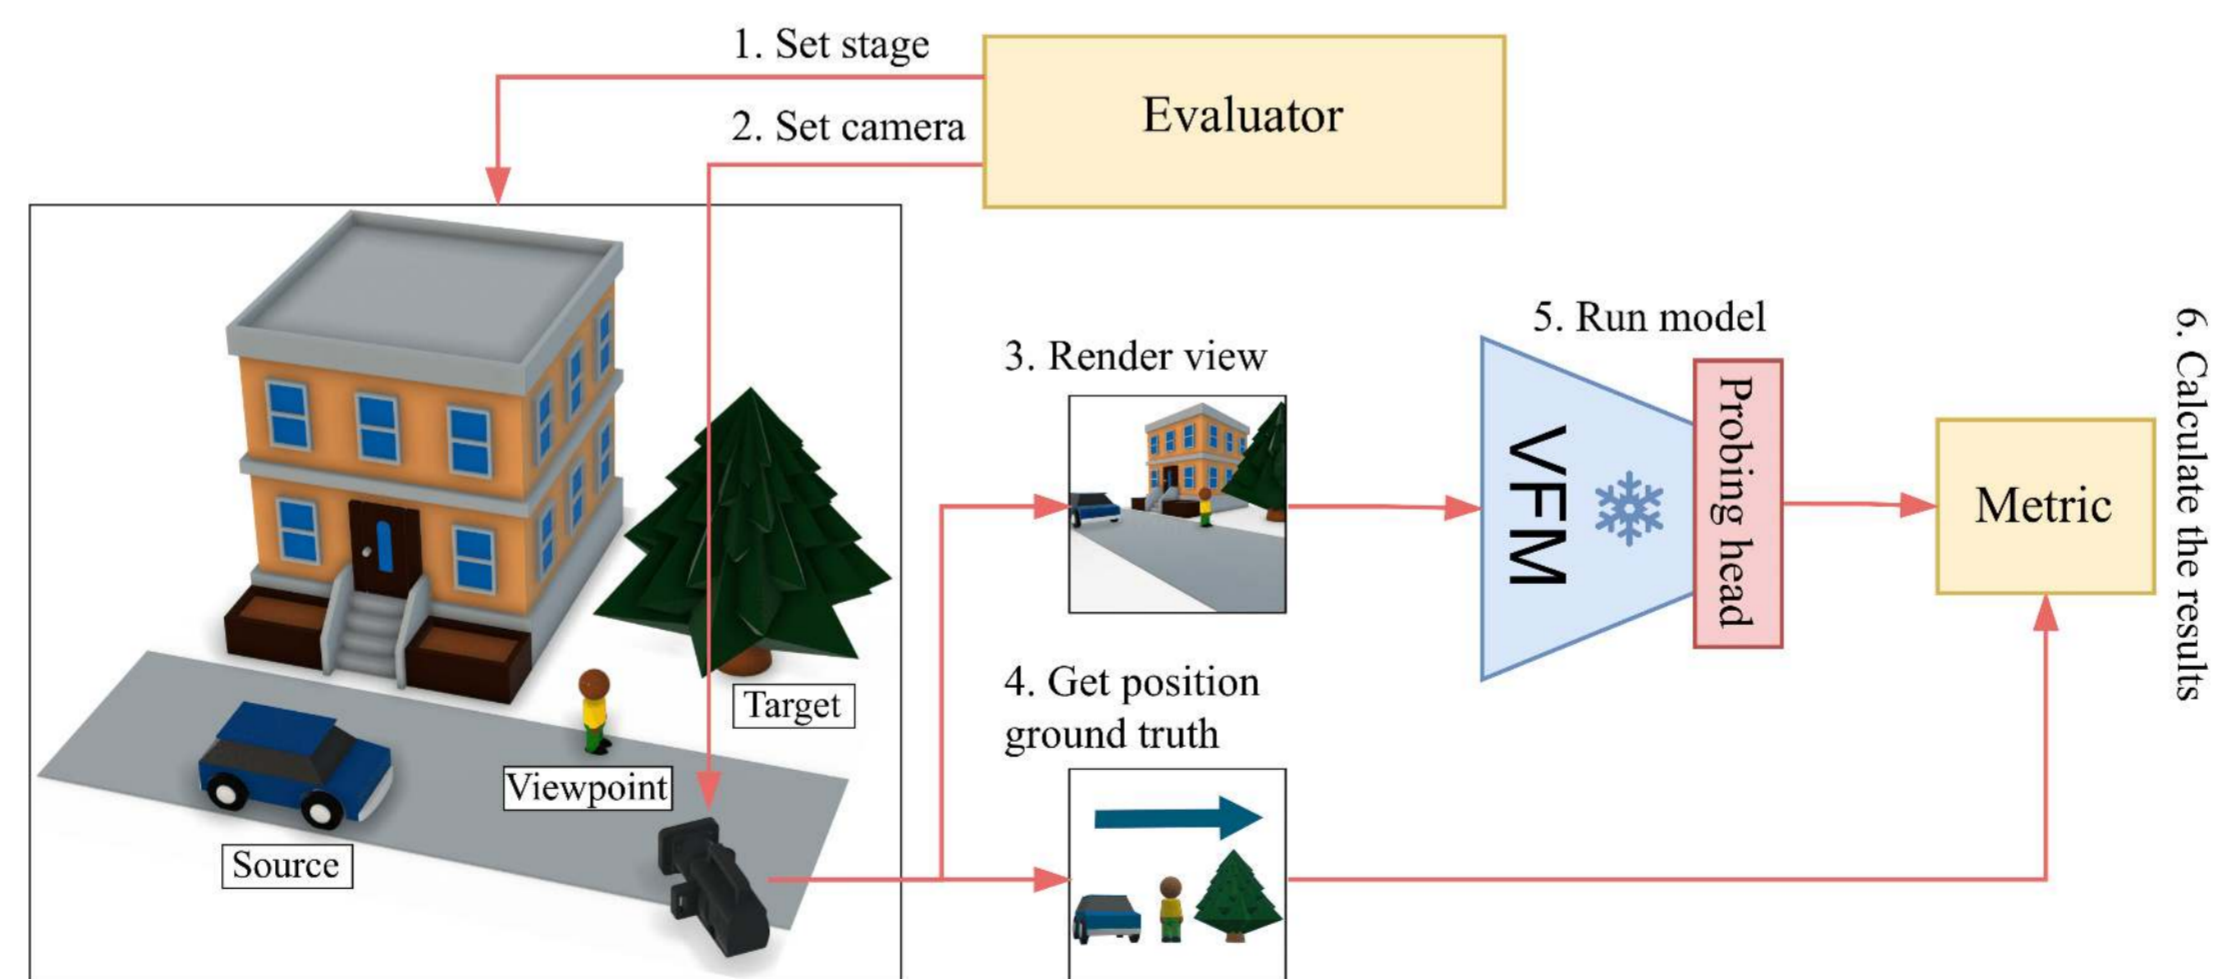 1. Set stage
2. Set camera
Evaluator
Target
Viewpoint
Source
3. Render view
4. Get position
ground truth
5. Run model
VFM
Probing head
Metric
6. Calculate the results